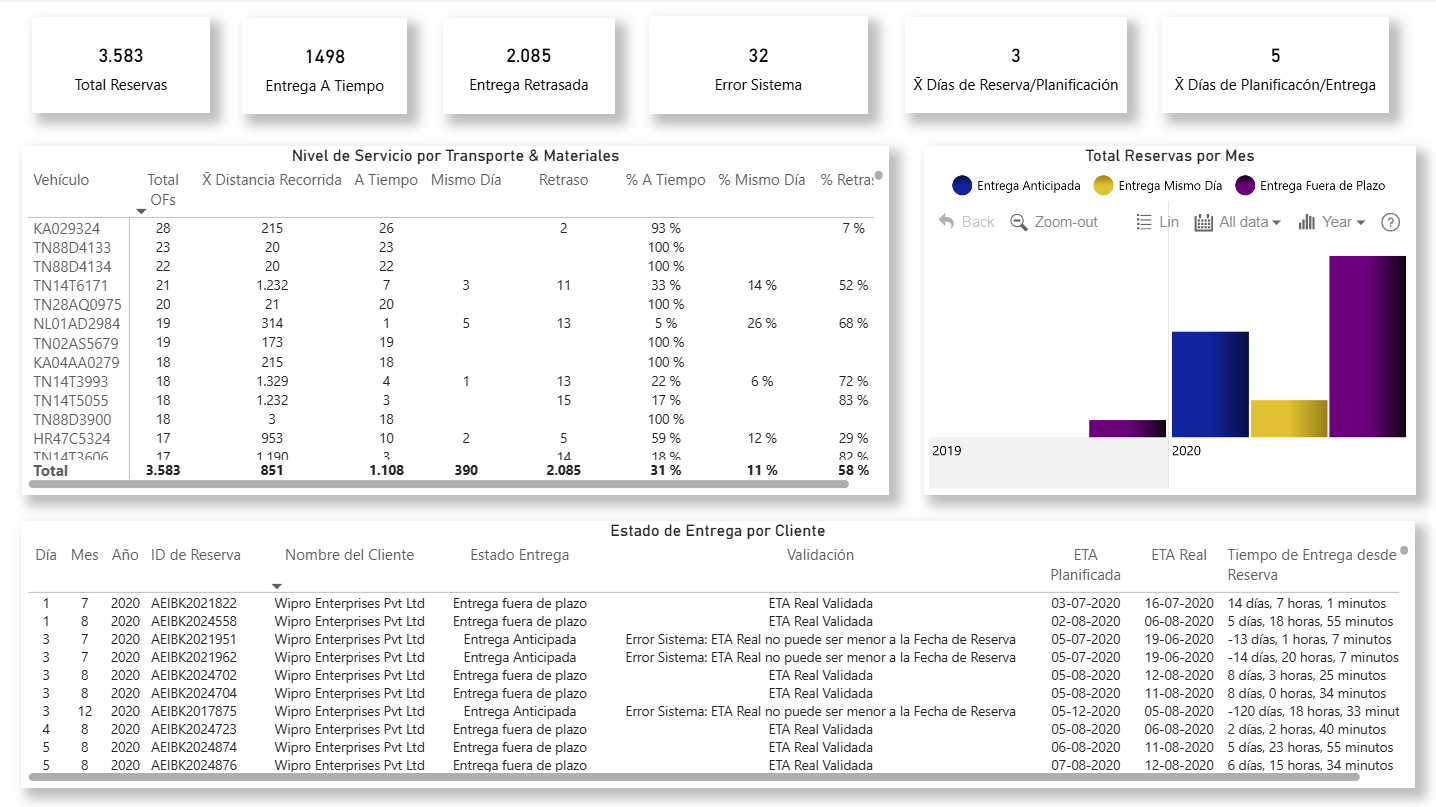 3.583
Total Reservas
1498
Entrega A Tiempo
2.085
Entrega Retrasada
32
Error Sistema
3
X̄ Días de Reserva/Planificación
5
X̄ Días de Planificacón/Entrega
Nivel de Servicio por Transporte & Materiales
Vehículo Total OFs X̄ Distancia Recorrida A Tiempo Mismo Día Retraso % A Tiempo % Mismo Día % Retra
KA029324 28 215 26 2 93 % 7 %
TN88D4133 23 20 23 100 %
TN88D4134 22 20 22 100 %
TN14T6171 21 1.232 7 3 11 33 % 14 % 52 %
TN28AQ0975 20 21 20 100 %
NL01AD2984 19 314 1 5 13 5 % 26 % 68 %
TN02AS5679 19 173 19 100 %
KA04AA0279 18 215 18 100 %
TN14T3993 18 1.329 4 1 13 22 % 6 % 72 %
TN14T5055 18 1.232 3 15 17 % 83 %
TN88D3900 18 3 18 100 %
HR47C5324 17 953 10 2 5 59 % 12 % 29 %
TN14T3606 17 1.190 3 14 18 % 82 %
Total 3.583 851 1.108 390 2.085 31 % 11 % 58 %
Total Reservas por Mes
Entrega Anticipada Entrega Mismo Día Entrega Fuera de Plazo
Back Zoom-out Lin All data Year ?
2019 2020
Estado de Entrega por Cliente
Día Mes Año ID de Reserva Nombre del Cliente Estado Entrega Validación ETA Planificada ETA Real Tiempo de Entrega desde Reserva
1 7 2020 AEIBK2021822 Wipro Enterprises Pvt Ltd Entrega fuera de plazo ETA Real Validada 03-07-2020 16-07-2020 14 días, 7 horas, 1 minutos
1 8 2020 AEIBK2024558 Wipro Enterprises Pvt Ltd Entrega fuera de plazo ETA Real Validada 02-08-2020 06-08-2020 5 días, 18 horas, 55 minutos
3 7 2020 AEIBK2021951 Wipro Enterprises Pvt Ltd Entrega Anticipada Error Sistema: ETA Real no puede ser menor a la Fecha de Reserva 05-07-2020 19-06-2020 -13 días, 1 horas, 7 minutos
3 7 2020 AEIBK2021962 Wipro Enterprises Pvt Ltd Entrega Anticipada Error Sistema: ETA Real no puede ser menor a la Fecha de Reserva 05-07-2020 19-06-2020 -14 días, 20 horas, 7 minutos
3 8 2020 AEIBK2024702 Wipro Enterprises Pvt Ltd Entrega fuera de plazo ETA Real Validada 05-08-2020 12-08-2020 8 días, 3 horas, 25 minutos
3 8 2020 AEIBK2024704 Wipro Enterprises Pvt Ltd Entrega fuera de plazo ETA Real Validada 05-08-2020 11-08-2020 8 días, 0 horas, 34 minutos
3 12 2020 AEIBK2017875 Wipro Enterprises Pvt Ltd Entrega Anticipada Error Sistema: ETA Real no puede ser menor a la Fecha de Reserva 05-12-2020 05-08-2020 -120 días, 18 horas, 33 minut
4 8 2020 AEIBK2024723 Wipro Enterprises Pvt Ltd Entrega fuera de plazo ETA Real Validada 05-08-2020 06-08-2020 2 días, 2 horas, 40 minutos
5 8 2020 AEIBK2024874 Wipro Enterprises Pvt Ltd Entrega fuera de plazo ETA Real Validada 06-08-2020 11-08-2020 5 días, 23 horas, 55 minutos
5 8 2020 AEIBK2024876 Wipro Enterprises Pvt Ltd Entrega fuera de plazo ETA Real Validada 07-08-2020 12-08-2020 6 días, 15 horas, 34 minutos